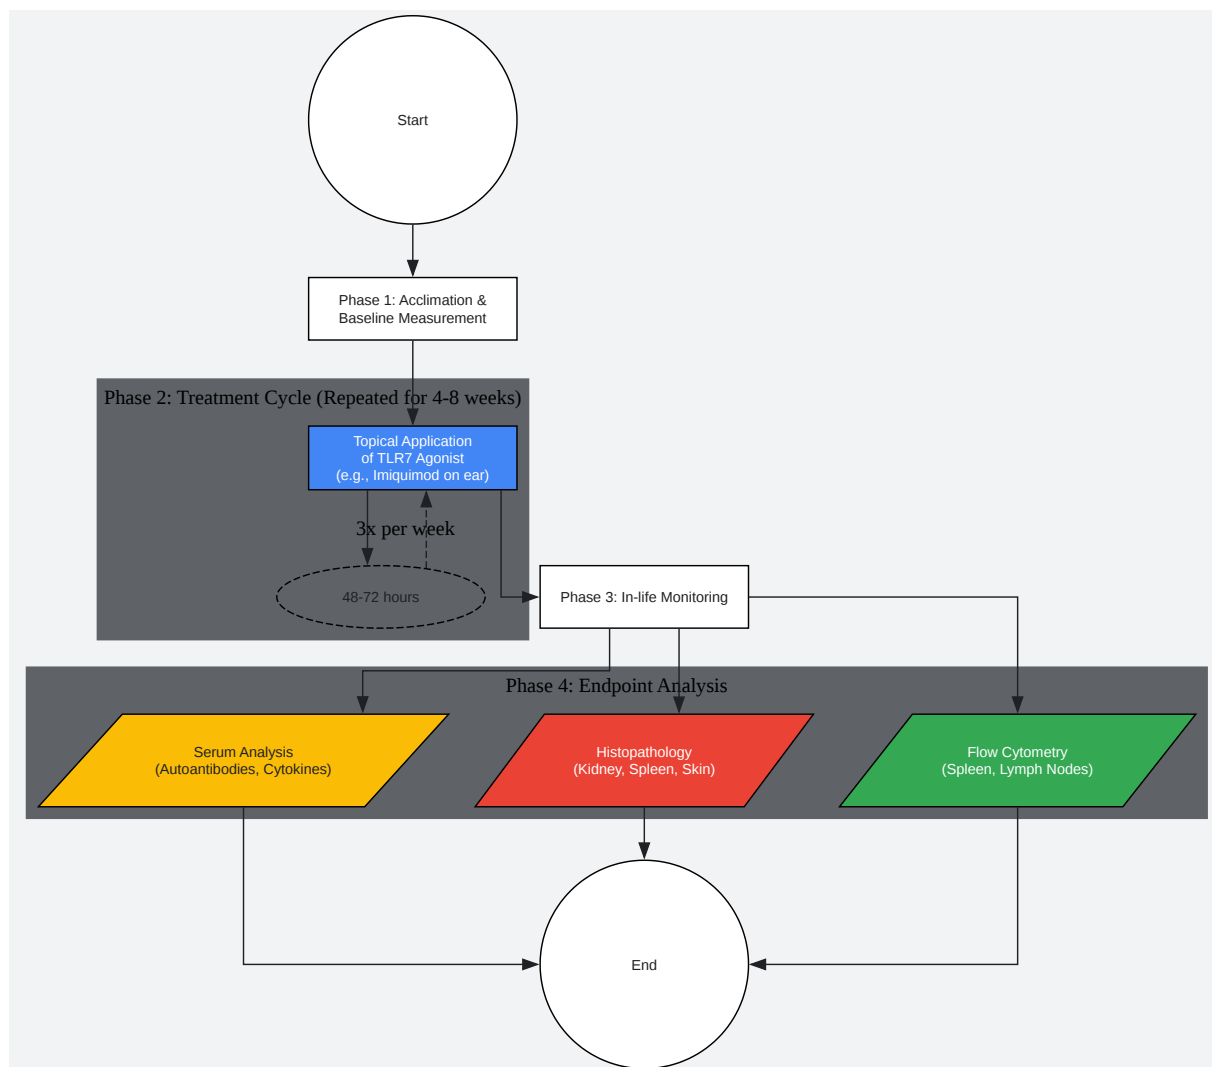 Start
Phase 1: Acclimation &
Baseline Measurement
Phase 2: Treatment Cycle (Repeated for 4-8 weeks)
Topical Application
of TLR7 Agonist
(e.g., Imiquimod on ear)
3x per week
48-72 hours
Phase 3: In-life Monitoring
Phase 4: Endpoint Analysis
Serum Analysis
(Autoantibodies, Cytokines)
Histopathology
(Kidney, Spleen, Skin)
Flow Cytometry
(Spleen, Lymph Nodes)
End